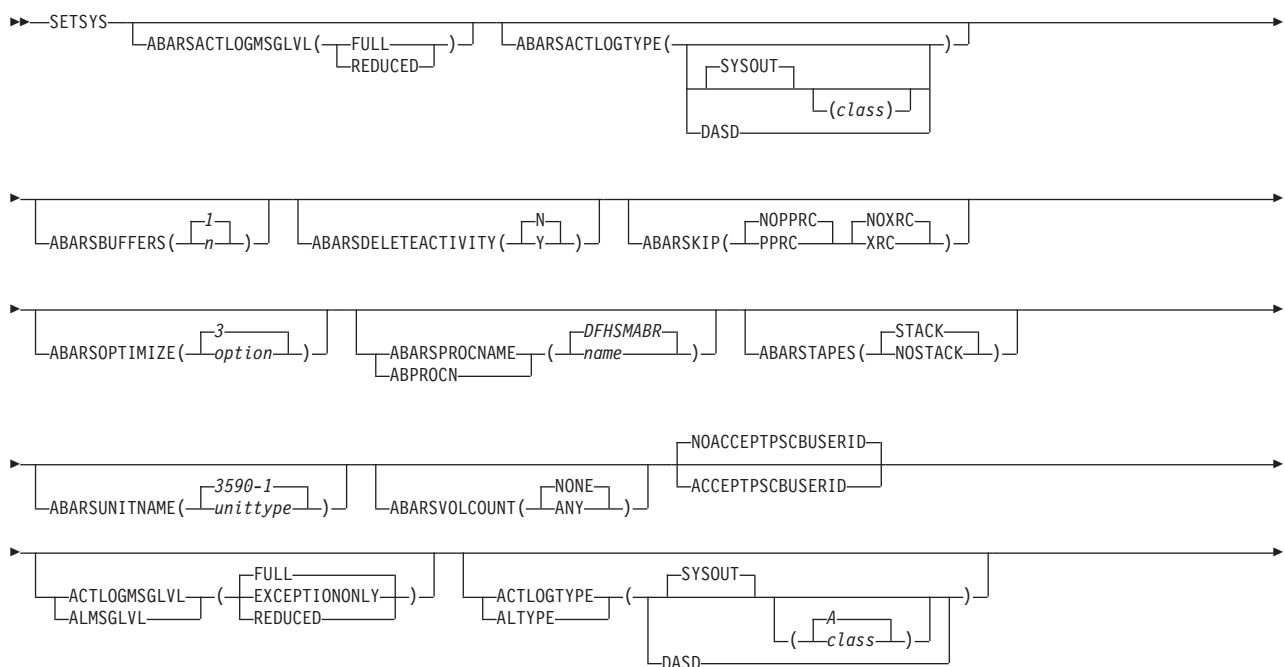 SETSYS
ABARSACTLOGMSGLVL( FULL ) ABARSACTLOGTYPE( )
REDUCED SYSOUT
(class)
DASD
1 N NOPPRC NOXRC
ABARSBUFFERS( n ) ABARSDELETEACTIVITY( Y ) ABARSKIP( PPRC XRC )
3 DFHSMABR STACK
ABARSOPTIMIZE( option ) ABARSPROCNAME ( name ) ABARSTAPES( NOSTACK )
ABPROCN
NOACCEPTPSCBUSERID
3590-1 NONE ACCEPTPSCBUSERID
ABARSUNITNAME( unittype ) ABARSVOLCOUNT( ANY )
FULL SYSOUT
ACTLOGMSGLVL ( EXCEPTIONONLY ) ACTLOGTYPE ( )
ALMSGLVL REDUCED ALTYPE A
( class )
DASD